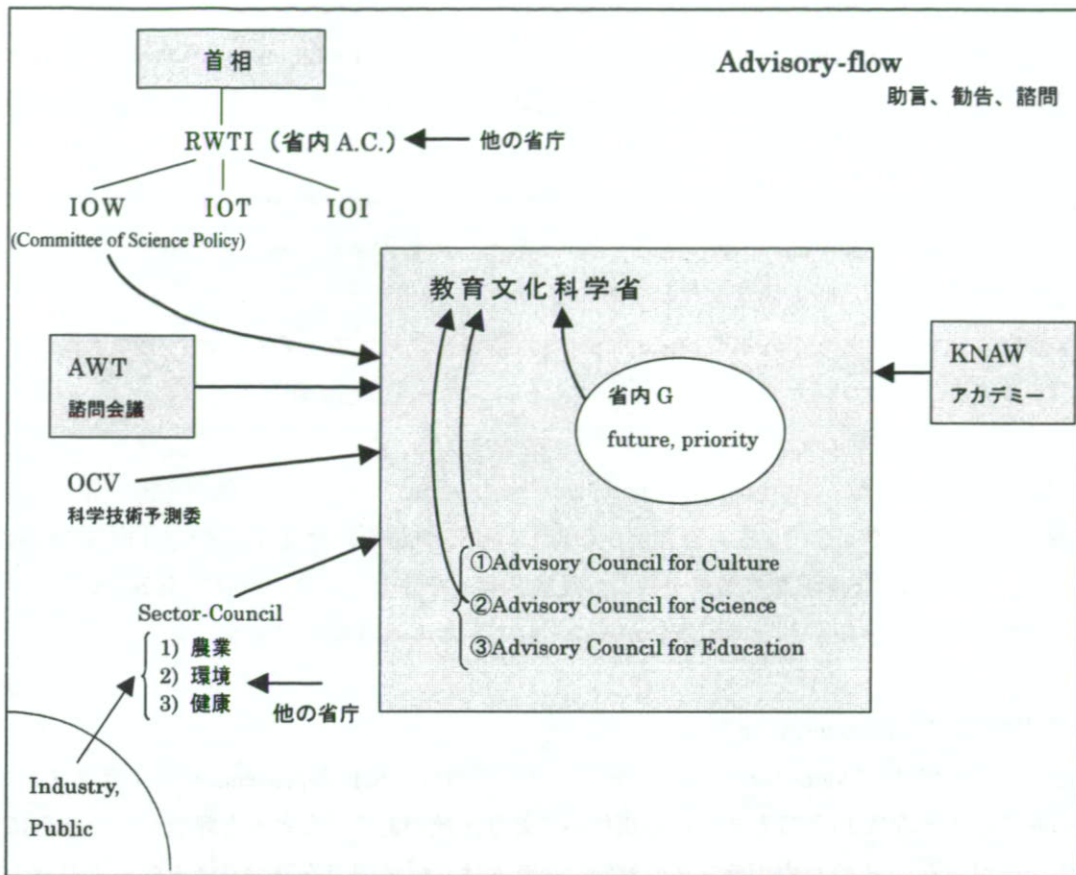 首相
Advisory-flow
助言、勧告、諮問
RWTI（省内 A.C.）
他の省庁
IOW
IOT
IOI
(Committee of Science Policy)
教育文化科学省
AWT
諮問会議
省内 G
future, priority
KNAW
アカデミー
OCV
科学技術予測委
①Advisory Council for Culture
②Advisory Council for Science
③Advisory Council for Education
Sector-Council
1) 農業
2) 環境
3) 健康
他の省庁
Industry,
Public